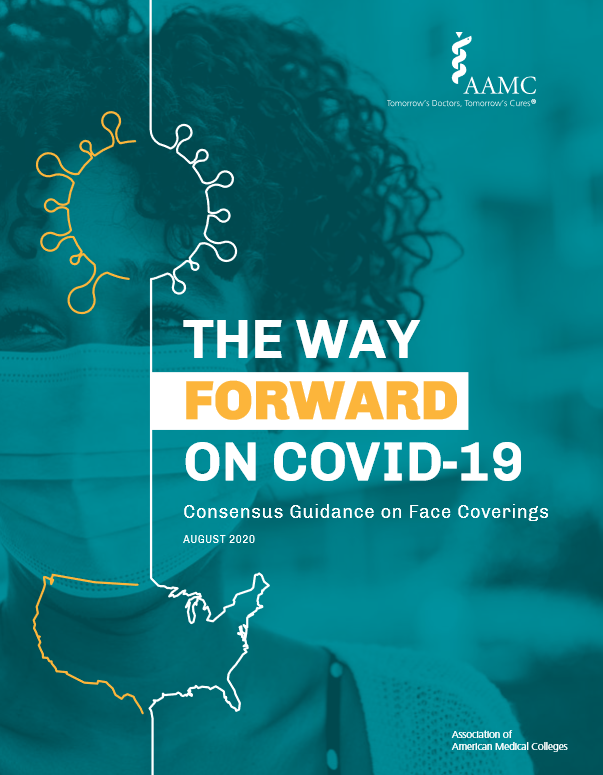 AAMC
Tomorrow's Doctors, Tomorrow's Cures®
THE WAY
FORWARD
ON COVID-19
Consensus Guidance on Face Coverings
AUGUST 2020
Association of
American Medical Colleges